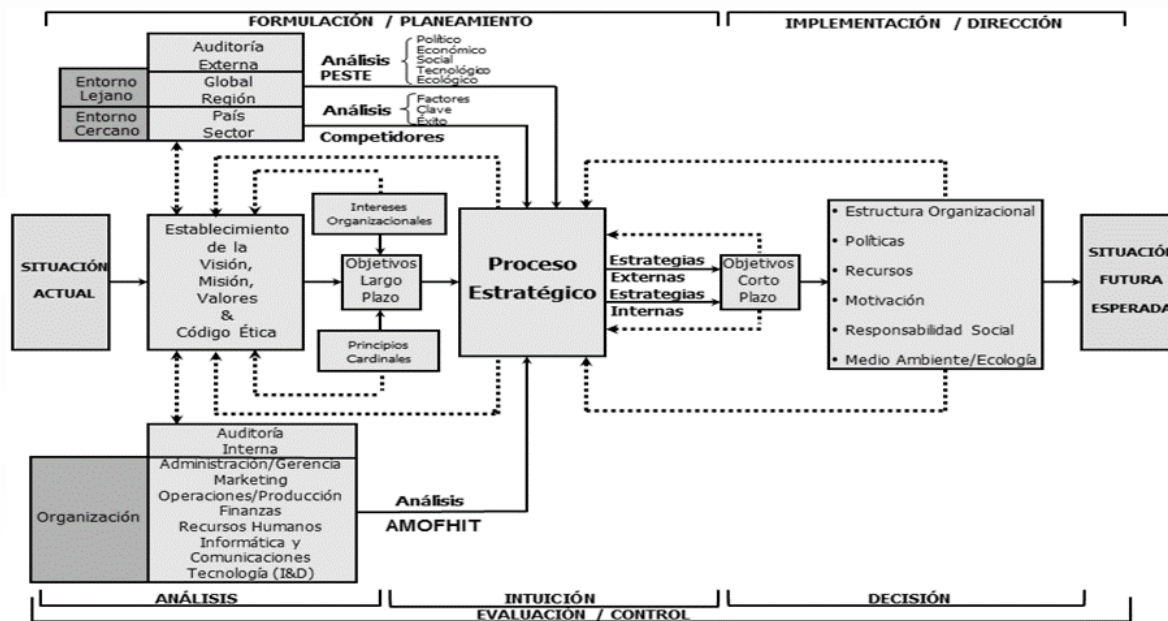 FORMULACIÓN / PLANEAMIENTO
IMPLEMENTACIÓN / DIRECCIÓN
Auditoría
Externa
Entorno
Lejano
Global
Región
Entorno
Cercano
País
Sector
Análisis
PESTE
Político
Económico
Social
Tecnológico
Ecológico
Análisis
Competidores
Factores
Clave
Éxito
SITUACIÓN
ACTUAL
Establecimiento
de la
Visión,
Misión,
Valores
&
Código Ética
Intereses
Organizacionales
Objetivos
Largo
Plazo
Principios
Cardinales
Proceso
Estratégico
Estrategias
Externas
Estrategias
Internas
Objetivos
Corto
Plazo
• Estructura Organizacional
• Políticas
• Recursos
• Motivación
• Responsabilidad Social
• Medio Ambiente/Ecología
SITUACIÓN
FUTURA
ESPERADA
Auditoría
Interna
Organización
Administración/Gerencia
Marketing
Operaciones/Producción
Finanzas
Recursos Humanos
Informática y
Comunicaciones
Tecnología (I&D)
Análisis
AMOFHIT
ANÁLISIS
INTUICIÓN
DECISIÓN
EVALUACIÓN / CONTROL